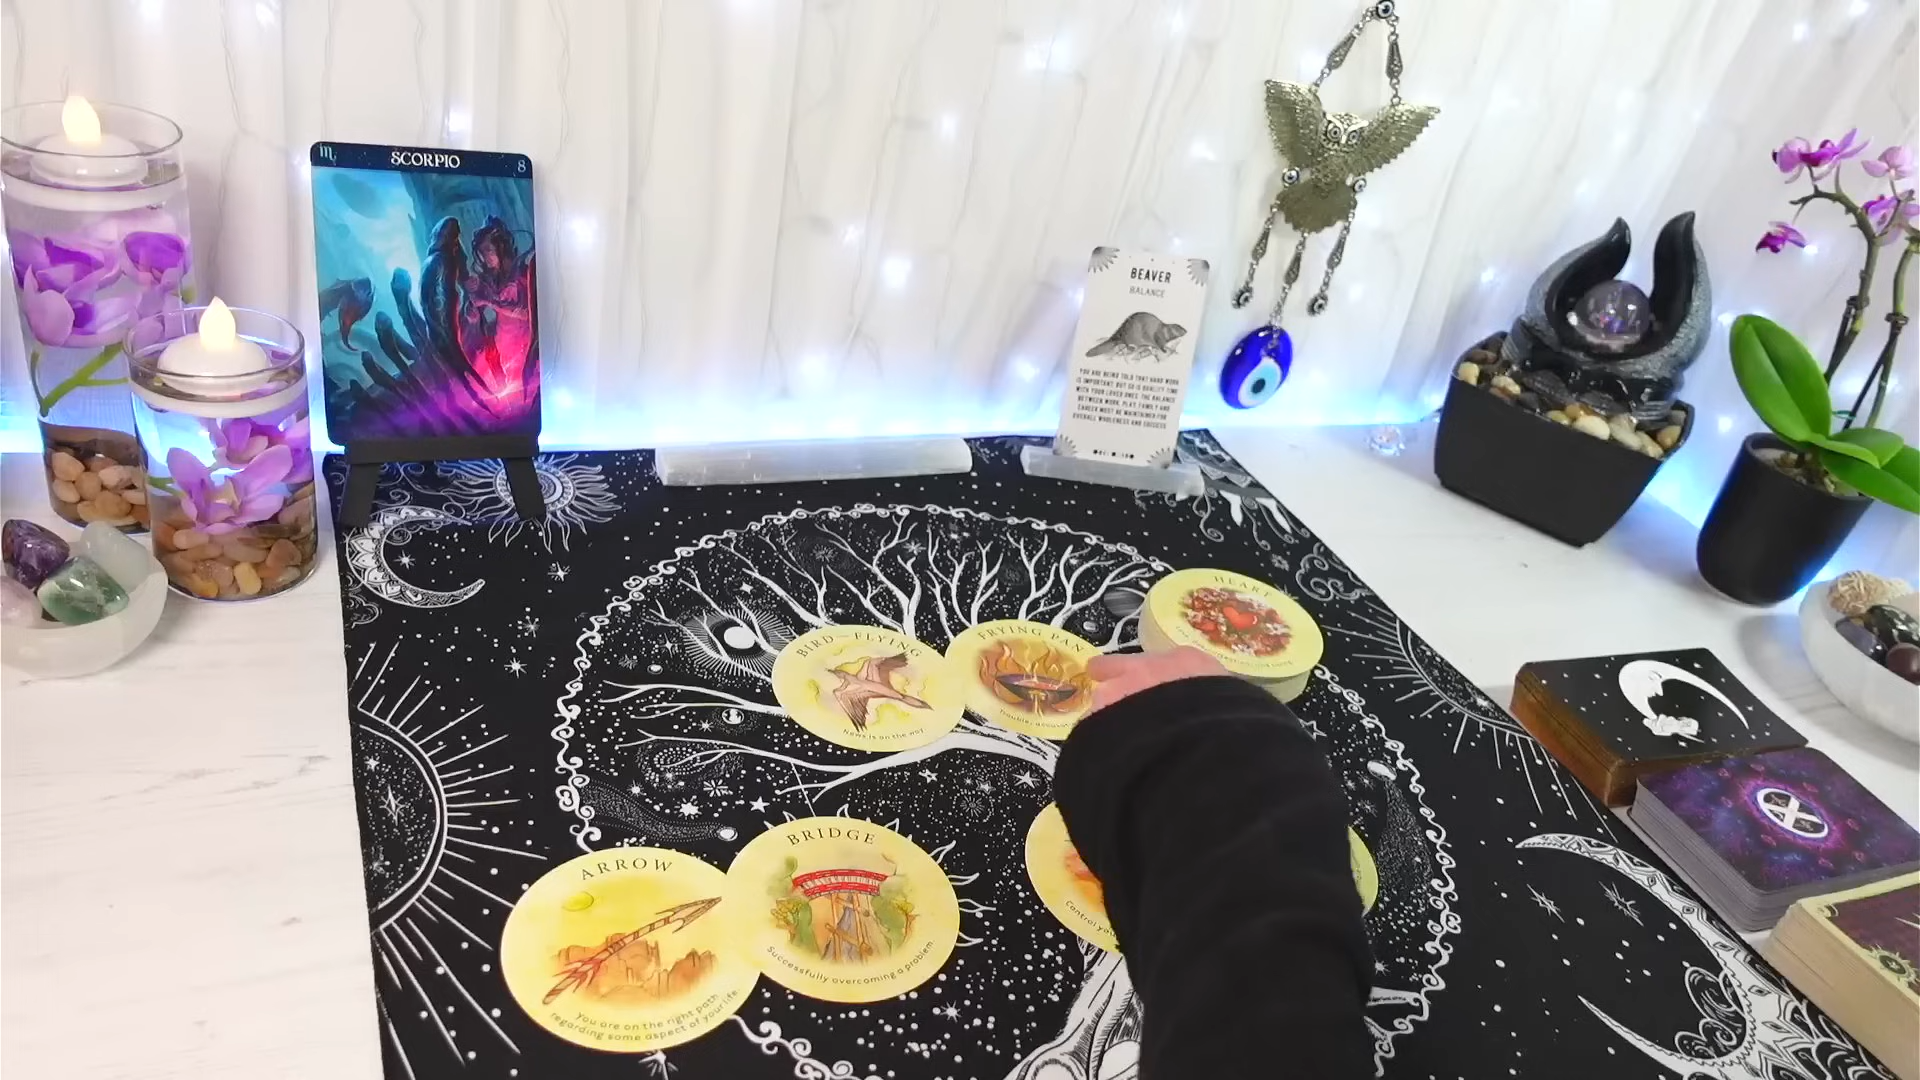 ♏ SCORPIO 8
BEAVER
BALANCE
YOU ARE BEING TOLD THAT HARD WORK
IS IMPORTANT, BUT SO IS QUALITY TIME
WITH YOUR LOVED ONES. THE BALANCE
BETWEEN WORK, PLAY, FAMILY AND
CAREER MUST BE MAINTAINED FOR
OVERALL WHOLENESS AND SUCCESS
HEART
BIRD—FLYING
News is on the way
FRYING PAN
Trouble,
BRIDGE
Successfully overcoming a problem
ARROW
You are on the right path
regarding some aspect of your life.
Control